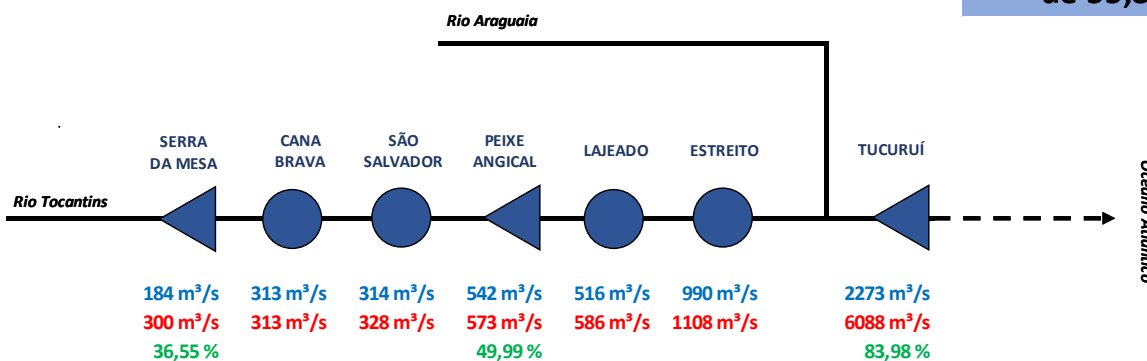 Rio Araguaia
SERRA
DA MESA
CANA
BRAVA
SÃO
SALVADOR
PEIXE
ANGICAL
LAJEADO
ESTREITO
TUCURUÍ
Rio Tocantins
Oceano Atlântico
184 m³/s 313 m³/s 314 m³/s 542 m³/s 516 m³/s 990 m³/s 2273 m³/s
300 m³/s 313 m³/s 328 m³/s 573 m³/s 586 m³/s 1108 m³/s 6088 m³/s
36,55 % 49,99 % 83,98 %